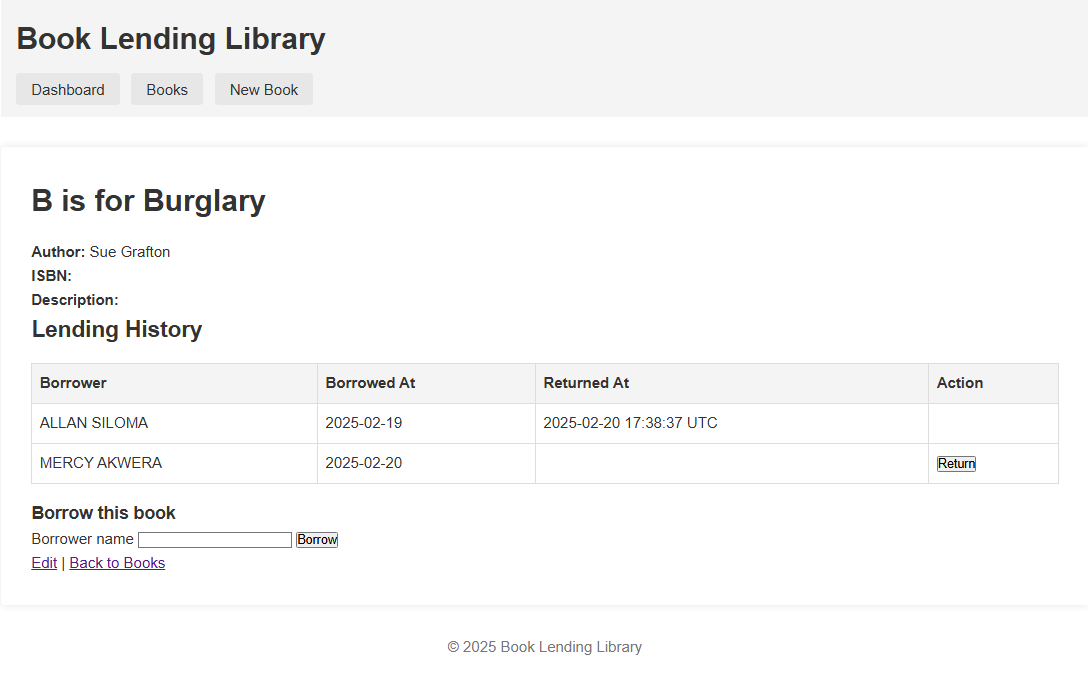 Book Lending Library
Dashboard Books New Book
B is for Burglary
Author: Sue Grafton
ISBN:
Description:
Lending History
Borrower Borrowed At Returned At Action
ALLAN SILOMA 2025-02-19 2025-02-20 17:38:37 UTC
MERCY AKWERA 2025-02-20 Return
Borrow this book
Borrower name Borrow
Edit | Back to Books
© 2025 Book Lending Library